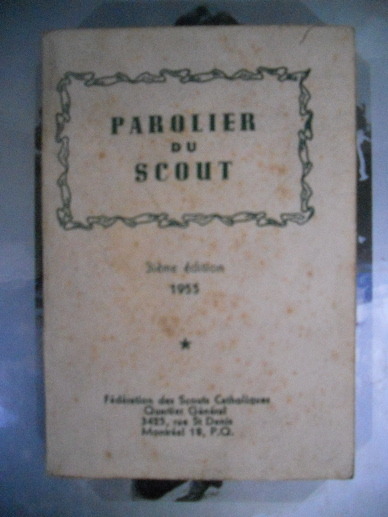 PAROLIER
DU
SCOUT
3ième édition
1955
★
Fédération des Scouts Catholiques
Quartier Général
3425, rue St Denis
Montréal 18, P.Q.